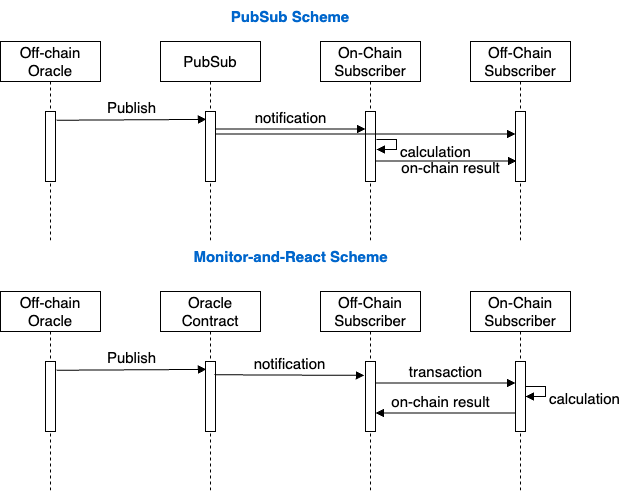 PubSub Scheme
Off-chain
Oracle
PubSub
On-Chain
Subscriber
Off-Chain
Subscriber
Publish
notification
calculation
on-chain result
Monitor-and-React Scheme
Off-chain
Oracle
Oracle
Contract
Off-Chain
Subscriber
On-Chain
Subscriber
Publish
notification
transaction
calculation
on-chain result